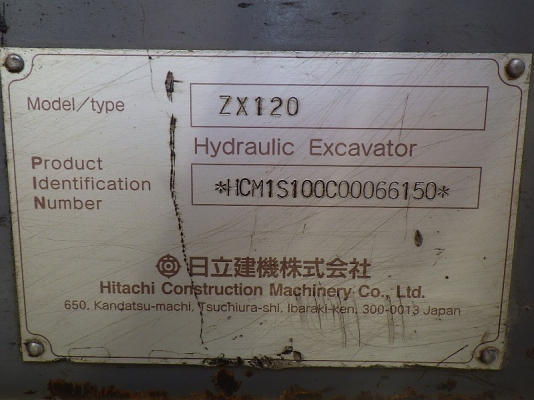 Model/type ZX120
Hydraulic Excavator
Product
Identification
Number
*HCM1S100C00066150*
日立建機株式会社
Hitachi Construction Machinery Co., Ltd.
650, Kandatsu-machi, Tsuchiura-shi, Ibaraki-ken, 300-0013 Japan